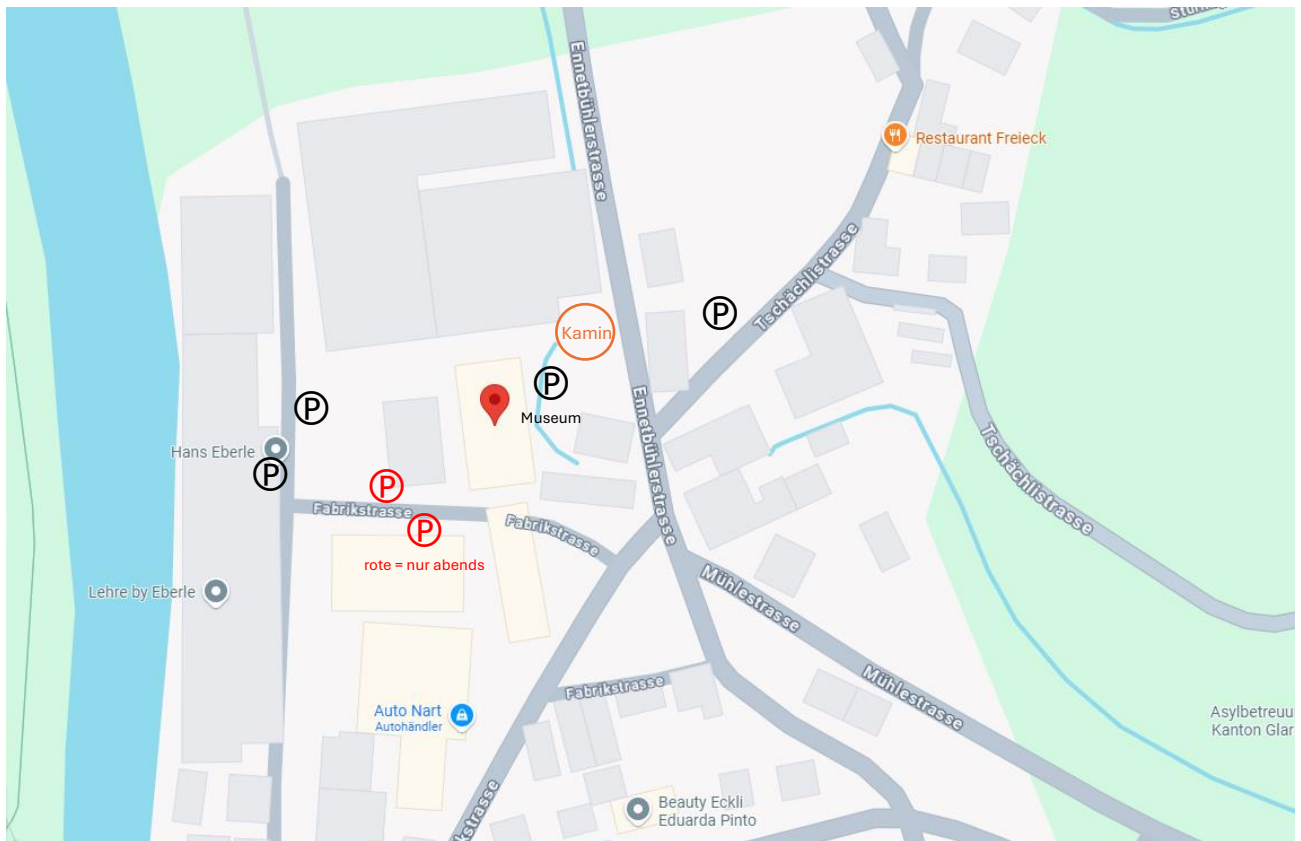 Ennetbühlerstrasse
Restaurant Freieck
Tschächlistrasse
Kamin
P
P
Museum
P
Ennetbühlerstrasse
Hans Eberle
P
Tschächlistrasse
P
Fabrikstrasse
P
Fabrikstrasse
rote = nur abends
Lehre by Eberle
Mühlestrasse
Fabrikstrasse
Mühlestrasse
Auto Nart
Autohändler
Asylbetreuu
Kanton Glar
Beauty Eckli
Eduarda Pinto
kstrasse